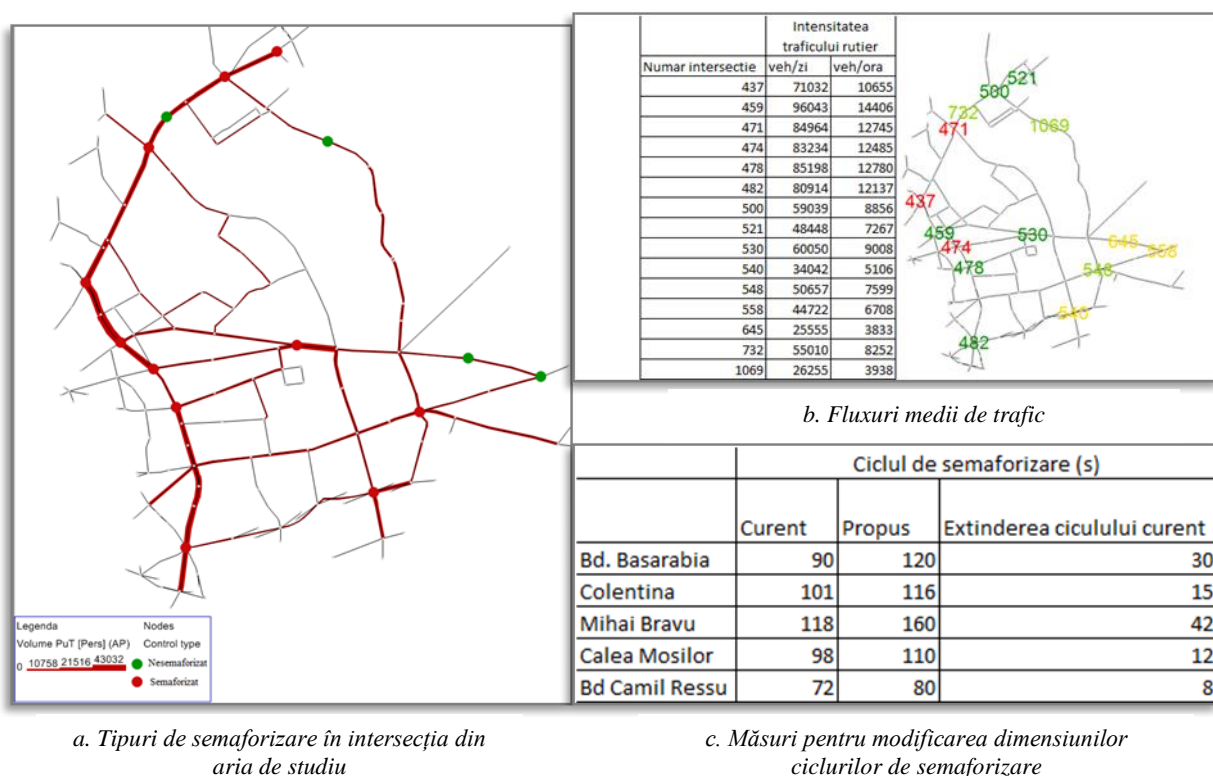 Legenda
Volume PuT [Pers] (AP)
0 10758 21516 43032
Nodes
Control type
Nesemaforizat
Semaforizat
a. Tipuri de semaforizare în intersecția din
aria de studiu
Intensitatea
traficului rutier
Numar intersectie veh/zi veh/ora
437 71032 10655
459 96043 14406
471 84964 12745
474 83234 12485
478 85198 12780
482 80914 12137
500 59039 8856
521 48448 7267
530 60050 9008
540 34042 5106
548 50657 7599
558 44722 6708
645 25555 3833
732 55010 8252
1069 26255 3938
521
500
732
1069
471
437
459
530
645
558
474
478
548
540
482
b. Fluxuri medii de trafic
Ciclul de semaforizare (s)
Curent Propus Extinderea cicului curent
Bd. Basarabia 90 120 30
Colentina 101 116 15
Mihai Bravu 118 160 42
Calea Mosilor 98 110 12
Bd Camil Ressu 72 80 8
c. Măsuri pentru modificarea dimensiunilor
ciclurilor de semaforizare